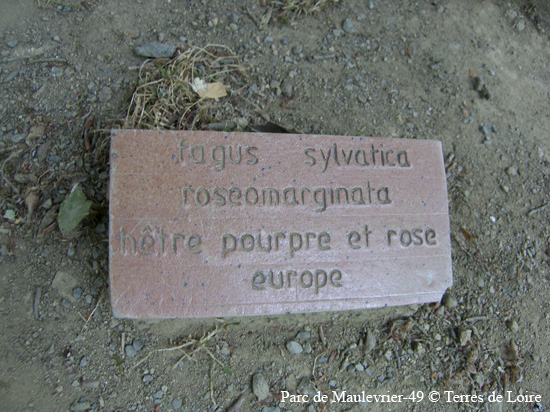 fagus sylvatica
roseomarginata
hêtre pourpre et rose
europe
Parc de Maulevrier-49 © Terres de Loire